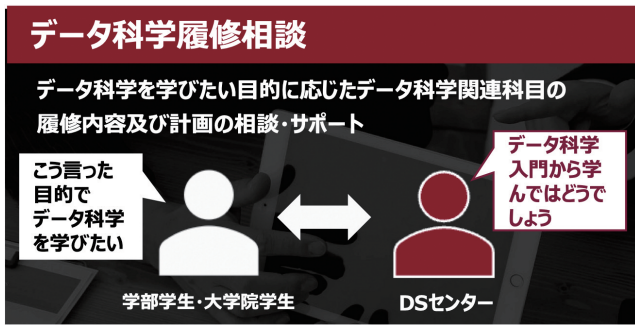 データ科学履修相談
データ科学を学びたい目的に応じたデータ科学関連科目の
履修内容及び計画の相談・サポート
こう言った
目的で
データ科学
を学びたい
データ科学
入門から学
んではどうで
しょう
学部学生・大学院学生
DSセンター